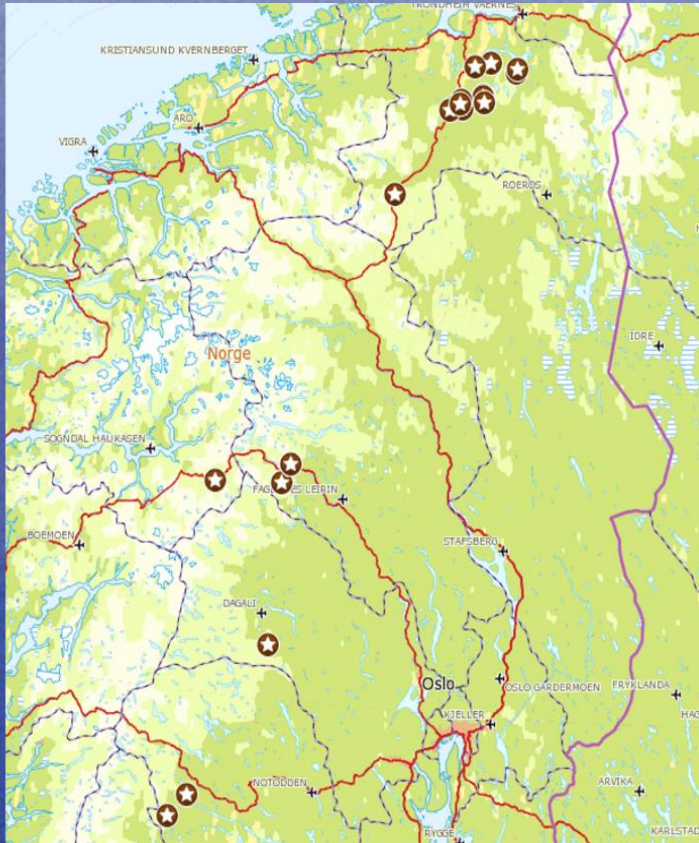 TRONDHEIM VAERNES
KRISTIANSUND KVERNBERGET
ARO
VIGRA
ROEROS
IDRE
Norge
SOGNDAL HAUKASEN
LEIRIN
BOEMOEN
STAFSBERG
DAGALI
Oslo
OSLO GARDERMOEN
FRYKLANDA
KJELLER
NOTODDEN
ARVIKA
RYGGE
KARLSTAD